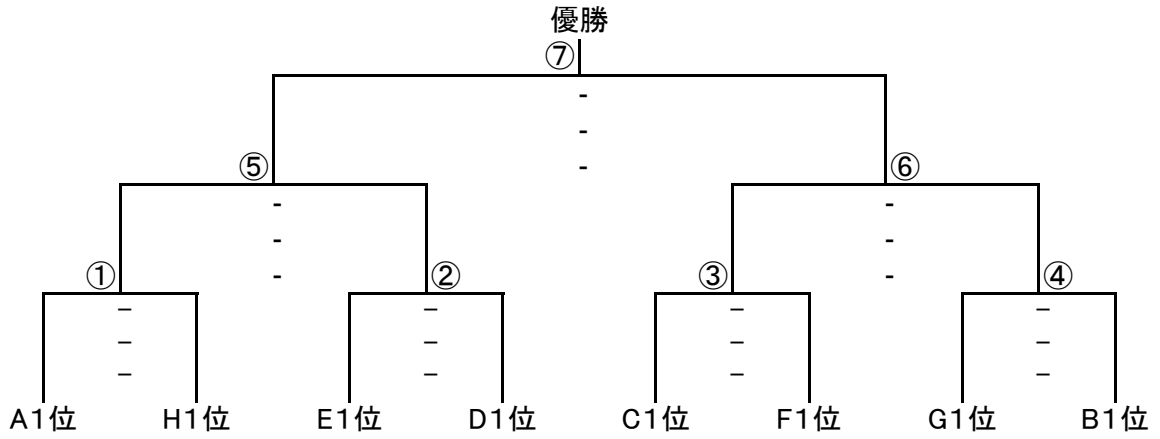 優勝
⑦
-
-
-
⑤ ⑥
- -
- -
- -
① ② ③ ④
– – – –
– – – –
– – – –
A1位 H1位 E1位 D1位 C1位 F1位 G1位 B1位